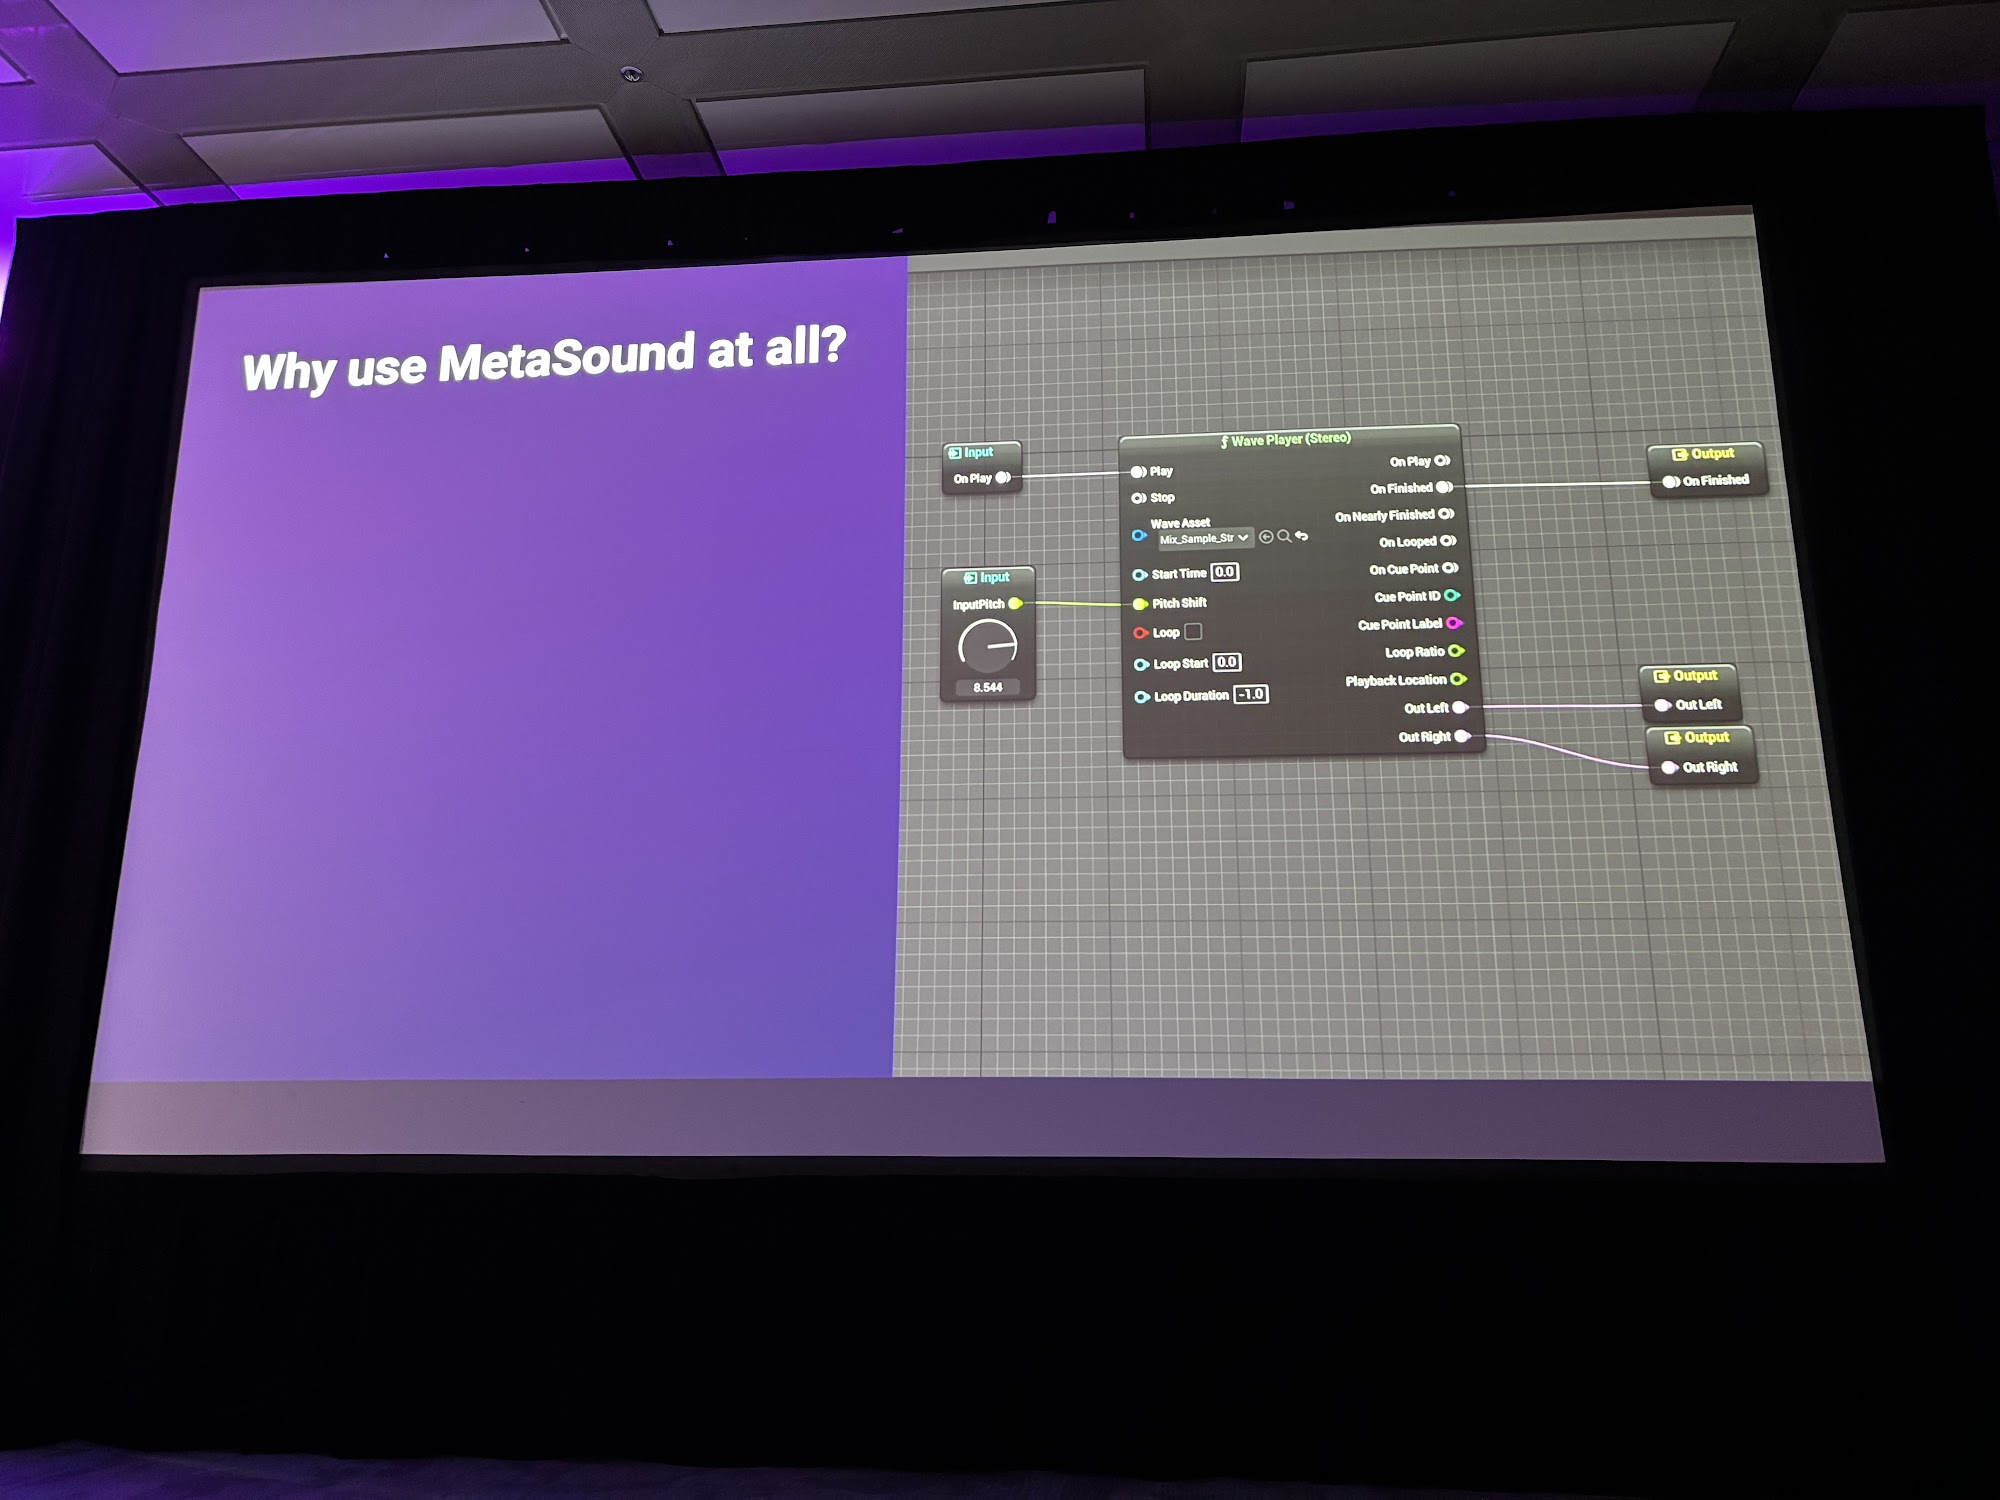 Why use MetaSound at all?
Input
On Play
Input
InputPitch
8.544
Wave Player (Stereo)
Play
Stop
Wave Asset
Mix_Sample_Str
Start Time 0.0
Pitch Shift
Loop
Loop Start 0.0
Loop Duration -1.0
On Play
On Finished
On Nearly Finished
On Looped
On Cue Point
Cue Point ID
Cue Point Label
Loop Ratio
Playback Location
Out Left
Out Right
Output
On Finished
Output
Out Left
Output
Out Right